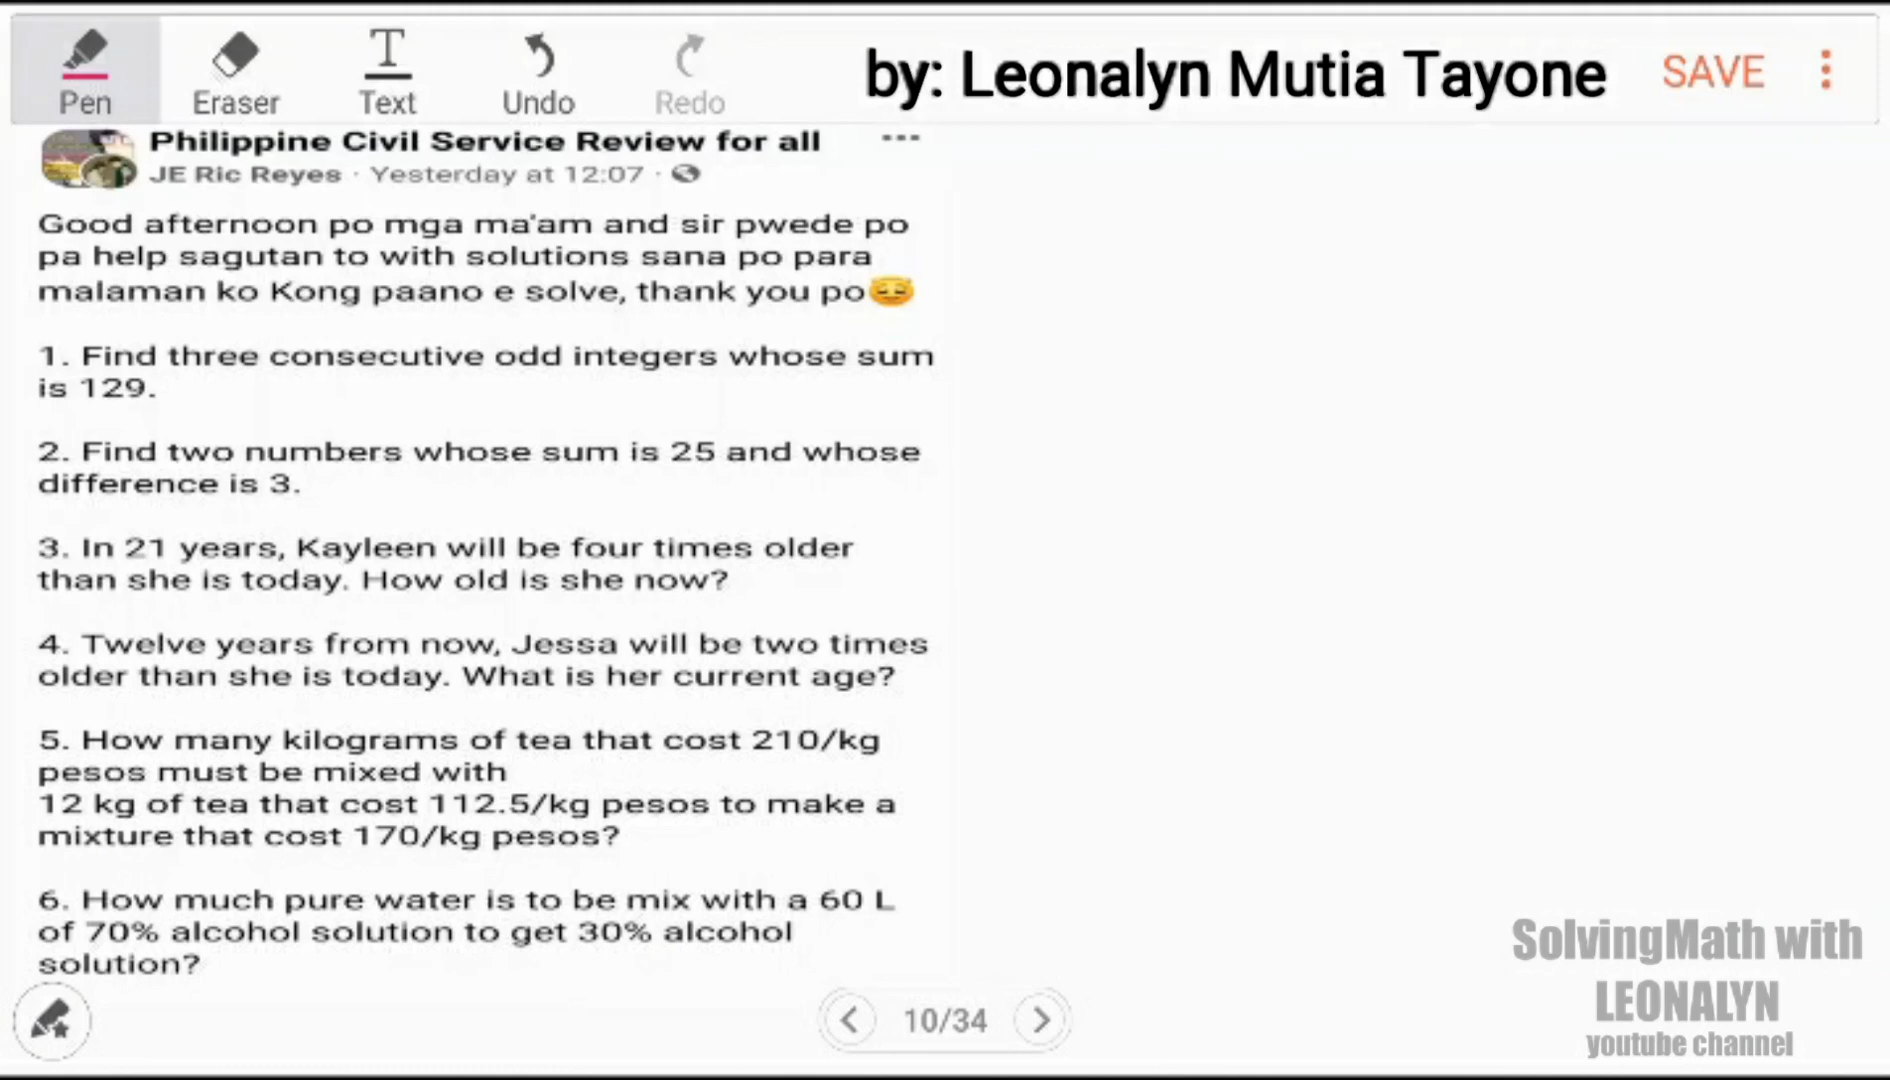 Pen
Eraser
Text
Undo
Redo
by: Leonalyn Mutia Tayone
SAVE
Philippine Civil Service Review for all
JE Ric Reyes · Yesterday at 12:07 ·
Good afternoon po mga ma'am and sir pwede po
pa help sagutan to with solutions sana po para
malaman ko Kong paano e solve, thank you po😊
1. Find three consecutive odd integers whose sum
is 129.
2. Find two numbers whose sum is 25 and whose
difference is 3.
3. In 21 years, Kayleen will be four times older
than she is today. How old is she now?
4. Twelve years from now, Jessa will be two times
older than she is today. What is her current age?
5. How many kilograms of tea that cost 210/kg
pesos must be mixed with
12 kg of tea that cost 112.5/kg pesos to make a
mixture that cost 170/kg pesos?
6. How much pure water is to be mix with a 60 L
of 70% alcohol solution to get 30% alcohol
solution?
10/34
SolvingMath with
LEONALYN
youtube channel